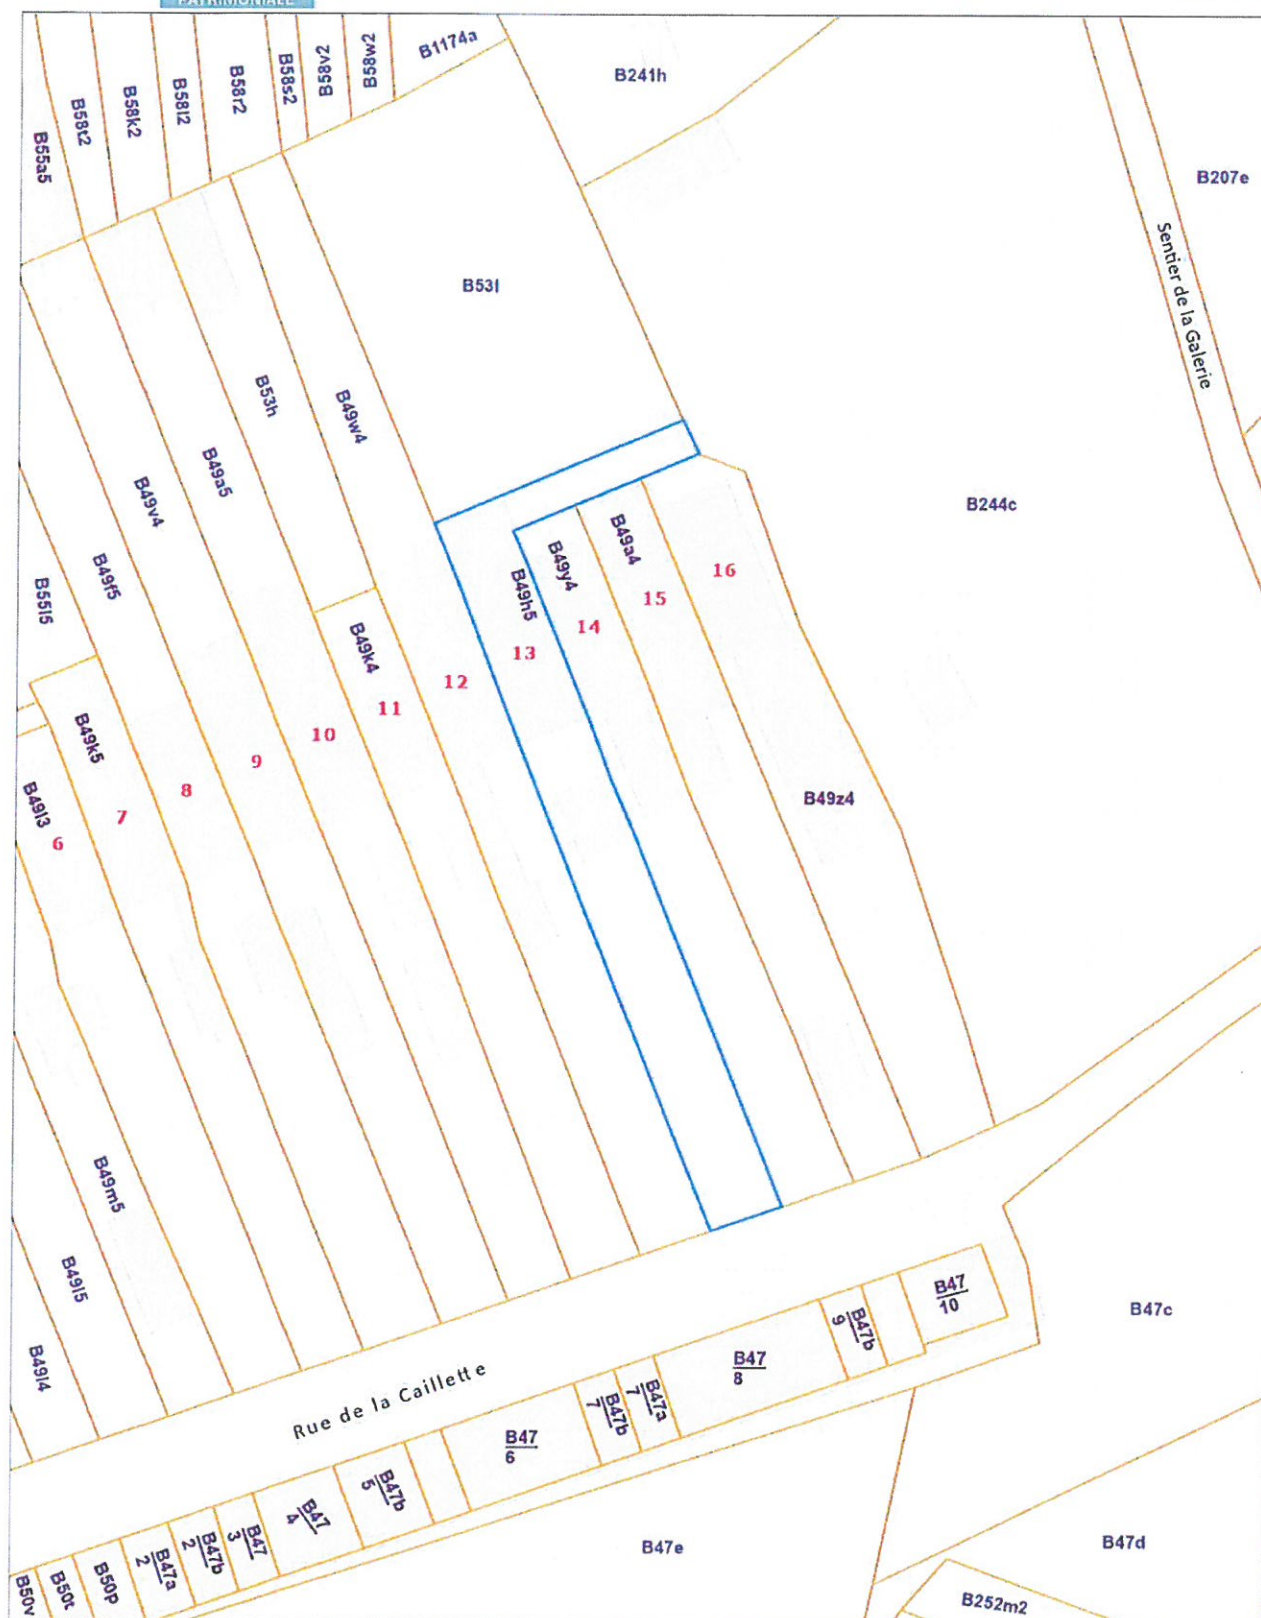 PATRIMONIALE
B55a5
B58t2
B58k2
B58l2
B58r2
B58s2
B58v2
B58w2
B1174a
B241h
B207e
Sentier de la Galerie
B53l
B53h
B49w4
B49a5
B49v4
B49f5
B55l5
B244c
B49h5
B49y4
B49a4
16
15
14
13
12
B49k4
11
10
9
8
B49k5
7
B49l3
6
B49z4
B49m5
B49l5
B49l4
Rue de la Caillette
B47
10
B47b
9
B47
8
B47a
7
B47b
7
B47
6
B47b
5
B47
4
B47
3
B47b
2
B47a
2
B50p
B50t
B50v
B47c
B47e
B47d
B252m2